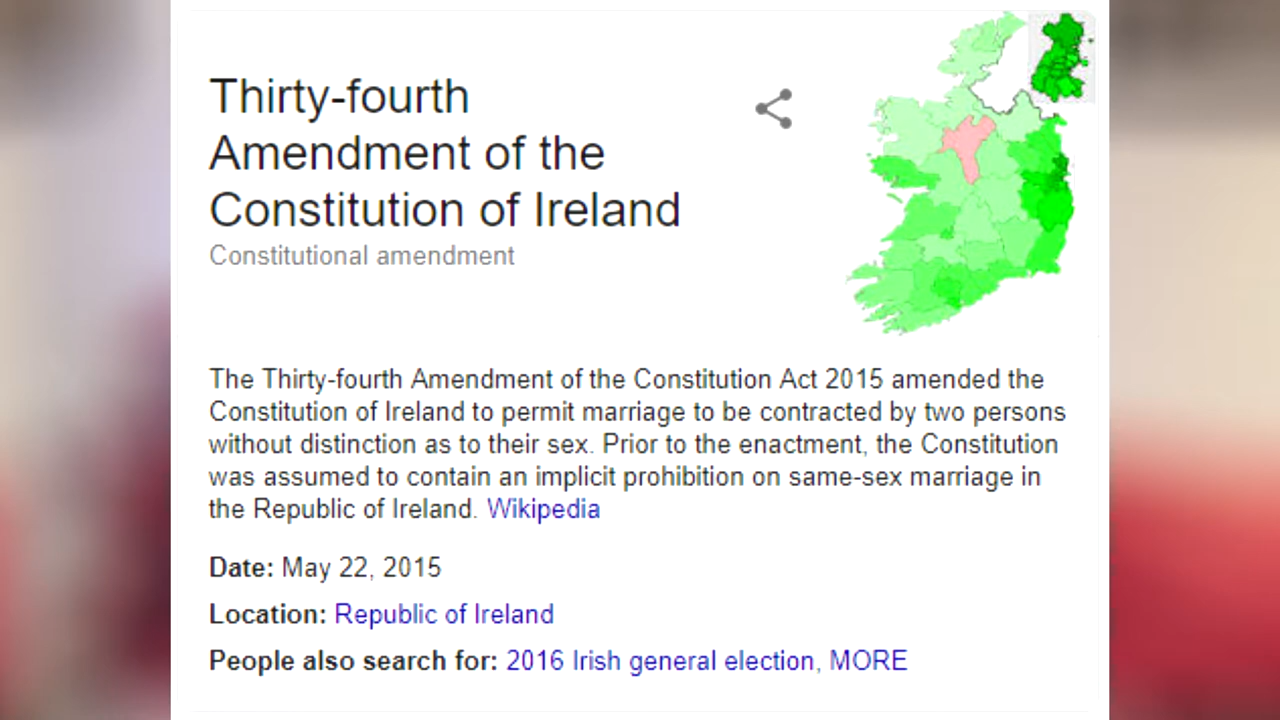 Thirty-fourth
Amendment of the
Constitution of Ireland
Constitutional amendment
The Thirty-fourth Amendment of the Constitution Act 2015 amended the
Constitution of Ireland to permit marriage to be contracted by two persons
without distinction as to their sex. Prior to the enactment, the Constitution
was assumed to contain an implicit prohibition on same-sex marriage in
the Republic of Ireland. Wikipedia
Date: May 22, 2015
Location: Republic of Ireland
People also search for: 2016 Irish general election, MORE